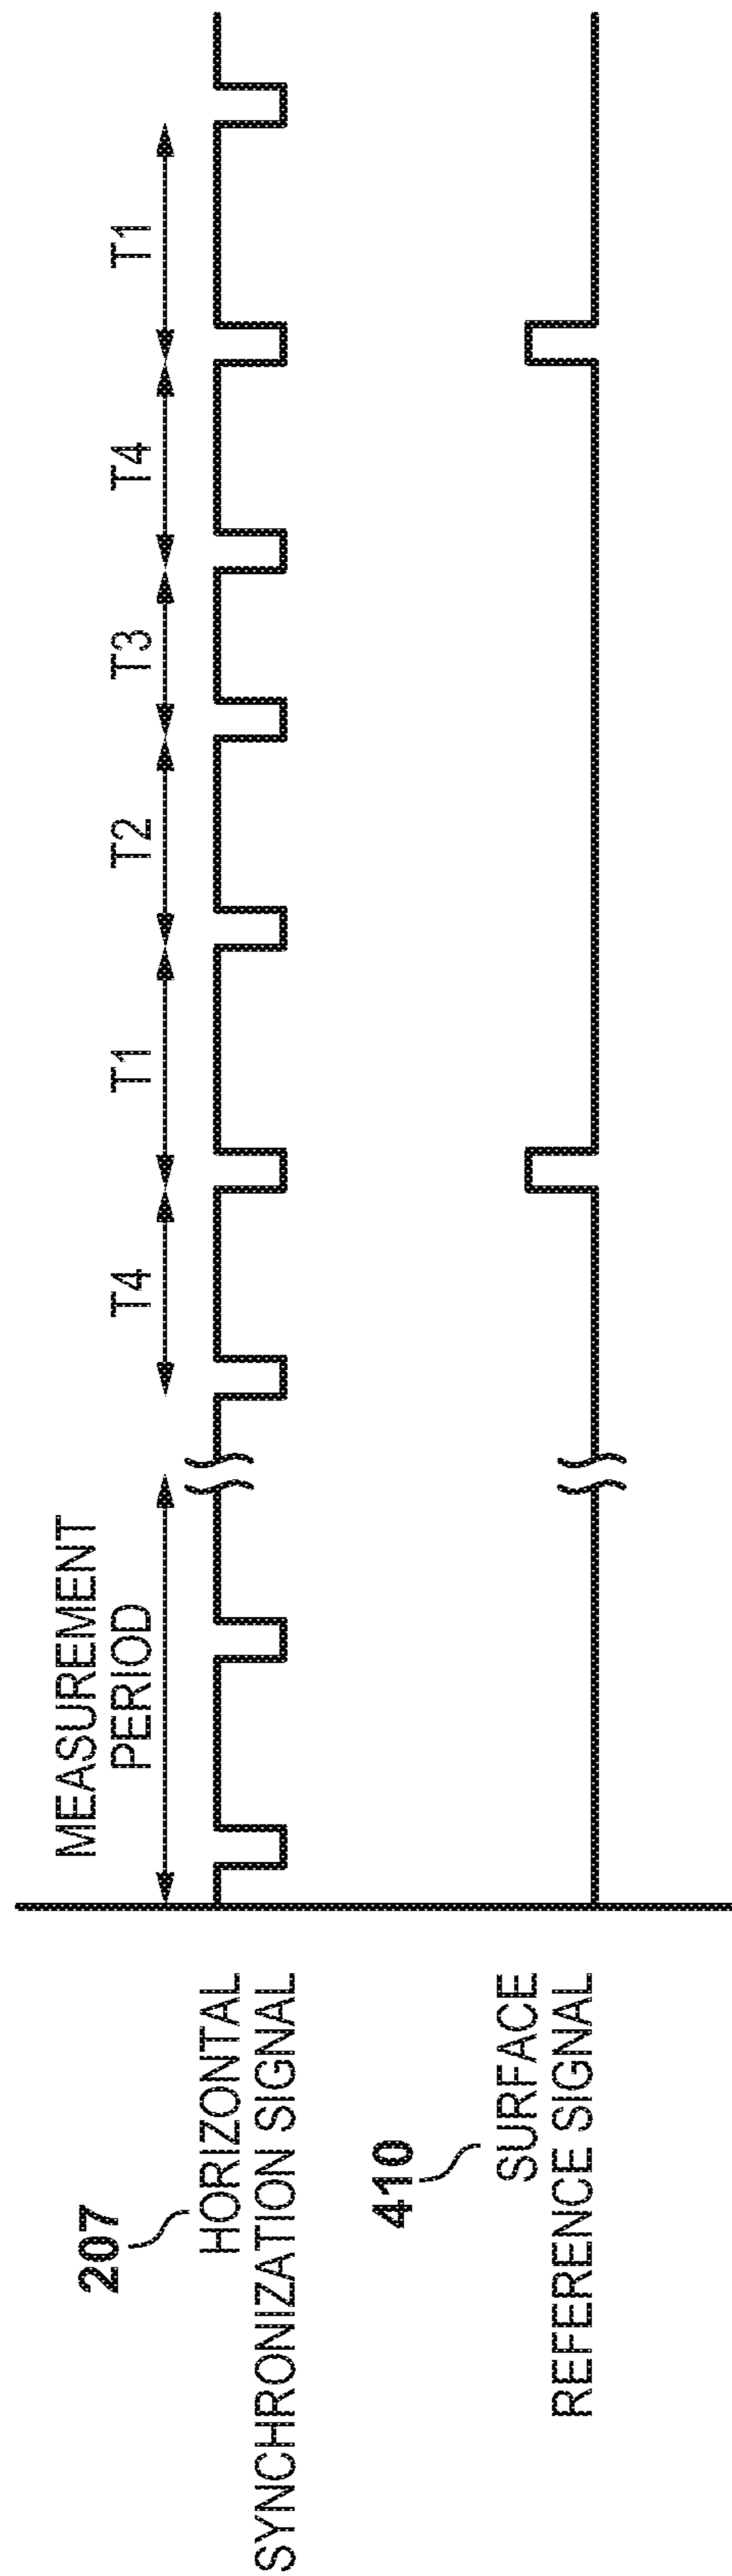 MEASUREMENT
PERIOD
T4
T1
T2
T3
T4
T1
207
HORIZONTAL
SYNCHRONIZATION SIGNAL
410
SURFACE
REFERENCE SIGNAL